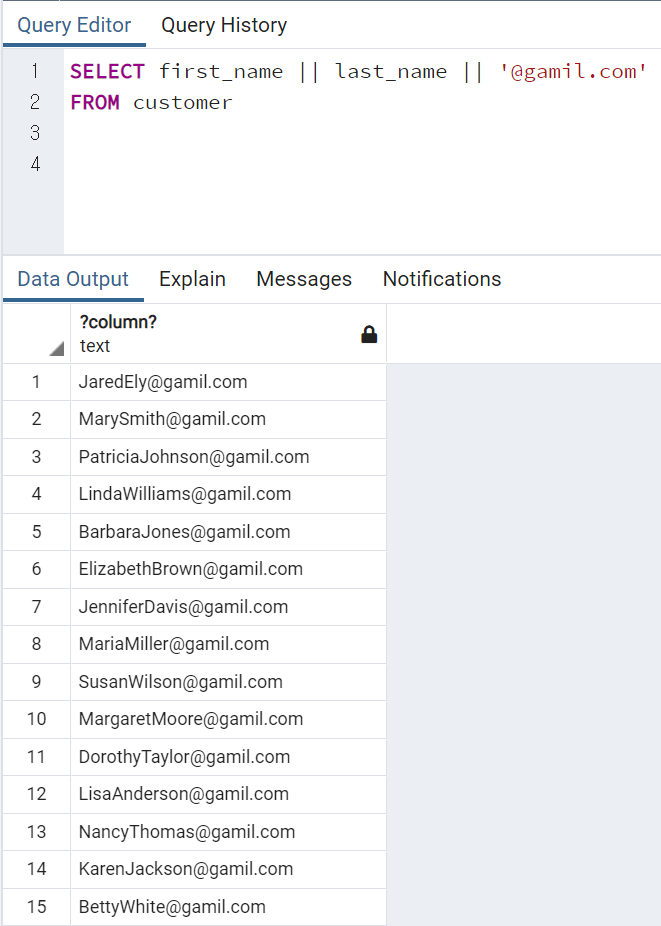 Query Editor Query History
1 SELECT first_name || last_name || '@gamil.com'
2 FROM customer
3
4
Data Output Explain Messages Notifications
?column?
text
1 JaredEly@gamil.com
2 MarySmith@gamil.com
3 PatriciaJohnson@gamil.com
4 LindaWilliams@gamil.com
5 BarbaraJones@gamil.com
6 ElizabethBrown@gamil.com
7 JenniferDavis@gamil.com
8 MariaMiller@gamil.com
9 SusanWilson@gamil.com
10 MargaretMoore@gamil.com
11 DorothyTaylor@gamil.com
12 LisaAnderson@gamil.com
13 NancyThomas@gamil.com
14 KarenJackson@gamil.com
15 BettyWhite@gamil.com